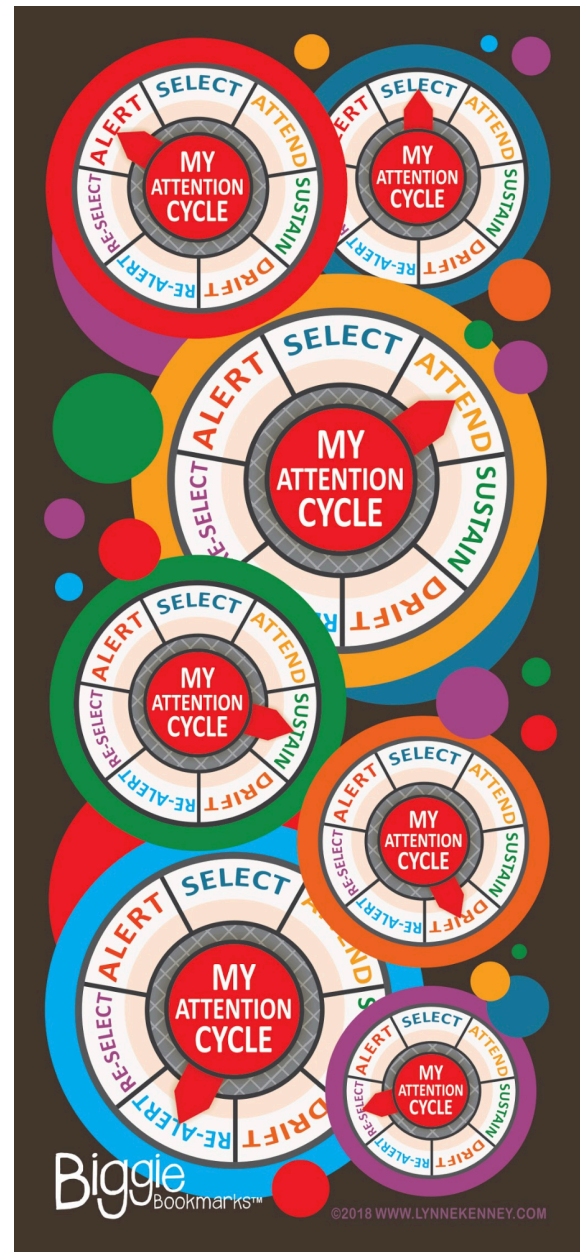 ALERT
SELECT
ATTEND
SUSTAIN
DRIFT
RE-ALERT
RE-SELECT
MY
ATTENTION
CYCLE
ALERT
SELECT
ATTEND
SUSTAIN
DRIFT
RE-ALERT
RE-SELECT
MY
ATTENTION
CYCLE
ALERT
SELECT
ATTEND
SUSTAIN
DRIFT
RE
E-SELECT
MY
ATTENTION
CYCLE
ALERT
SELECT
ATTEND
SUSTAIN
DRIFT
RE-ALERT
RE-SELECT
MY
ATTENTION
CYCLE
ALERT
SELECT
ATTEND
SUSTAIN
DRIFT
RE-ALERT
RE-SELECT
MY
ATTENTION
CYCLE
ALERT
SELECT
ATTEND
S
DRIFT
RE-ALERT
RE-SELECT
MY
ATTENTION
CYCLE
ALERT
SELECT
ATTEND
SUSTAIN
DRIFT
RE-ALERT
RE-SELECT
MY
ATTENTION
CYCLE
Biggie
Bookmarks™
©2018 WWW.LYNNEKENNEY.COM